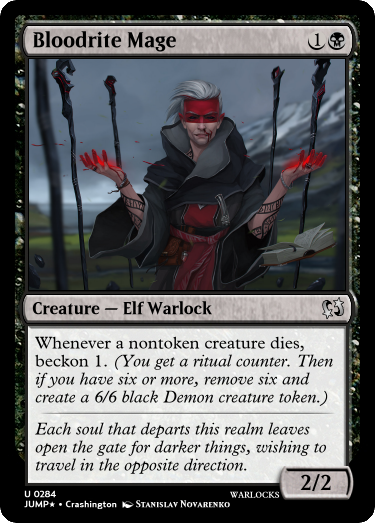 Bloodrite Mage 1
Creature — Elf Warlock
Whenever a nontoken creature dies,
beckon 1. (You get a ritual counter. Then
if you have six or more, remove six and
create a 6/6 black Demon creature token.)
Each soul that departs this realm leaves
open the gate for darker things, wishing to
travel in the opposite direction.
2/2
U 0284 WARLOCKS
JUMP★ • Crashington STANISLAV NOVARENKO